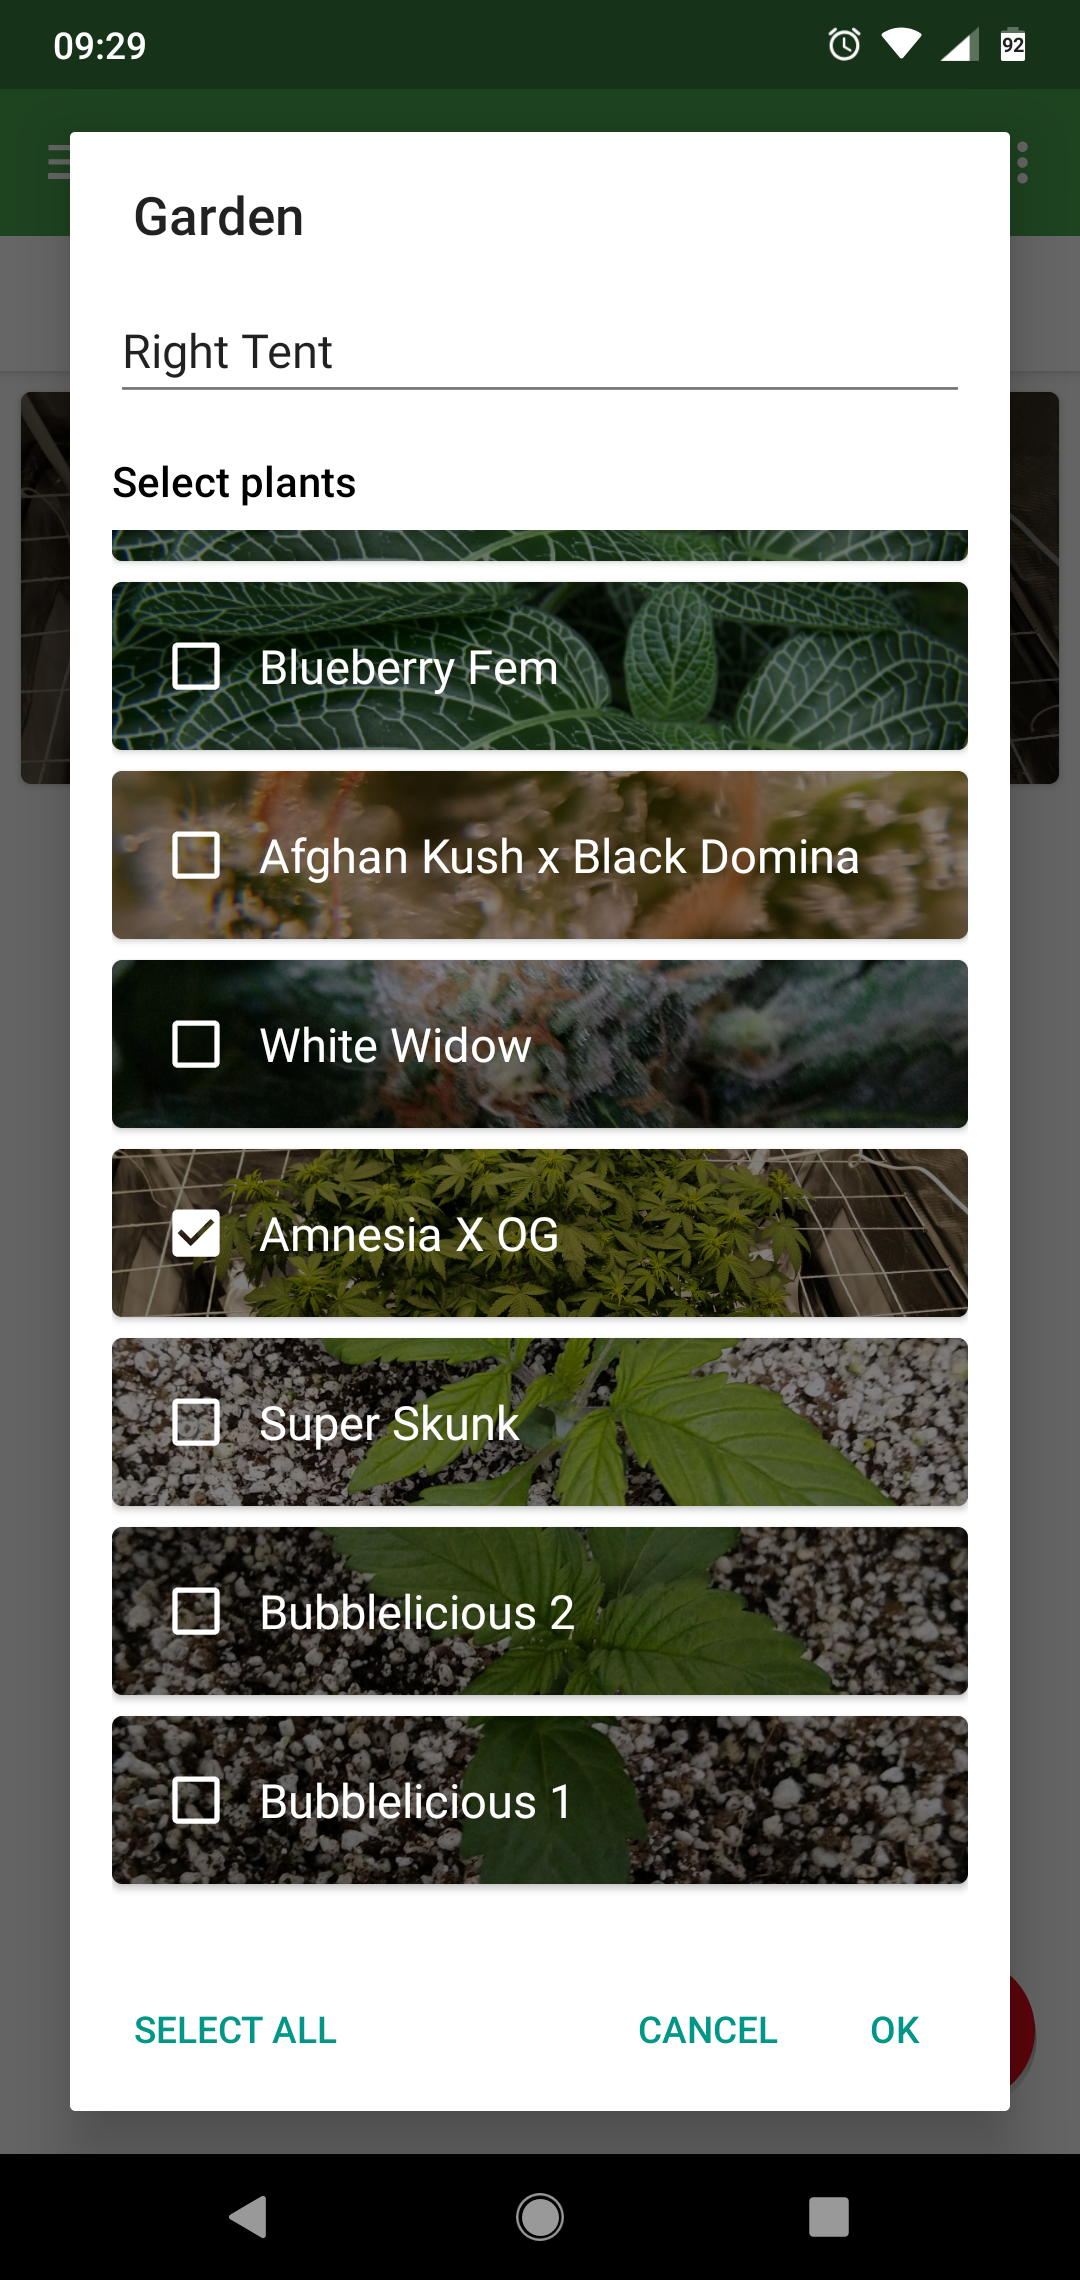 09:29
92
Garden
Right Tent
Select plants
Blueberry Fem
Afghan Kush x Black Domina
White Widow
Amnesia X OG
Super Skunk
Bubblelicious 2
Bubblelicious 1
SELECT ALL
CANCEL
OK